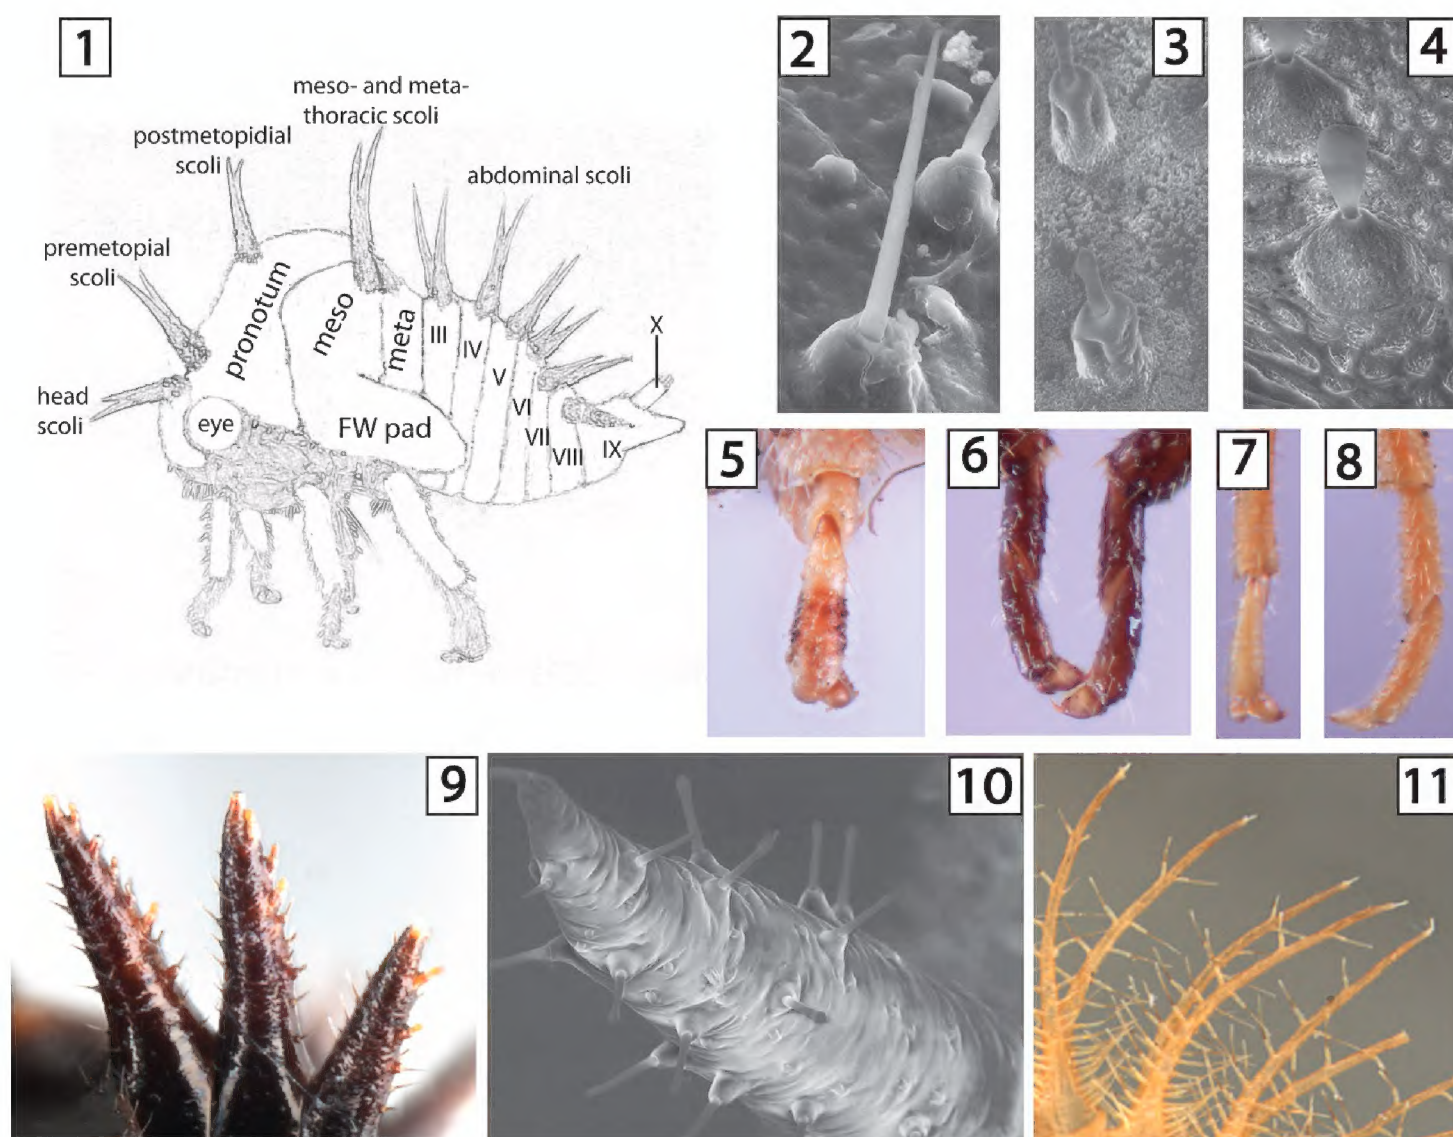 1
meso- and meta-
thoracic scoli
postmetopidial
scoli
abdominal scoli
premetopial
scoli
head
scoli
pronotum
meso
meta
III
IV
V
VI
VII
VIII
IX
X
eye
FW pad
2
3
4
5
6
7
8
9
10
11